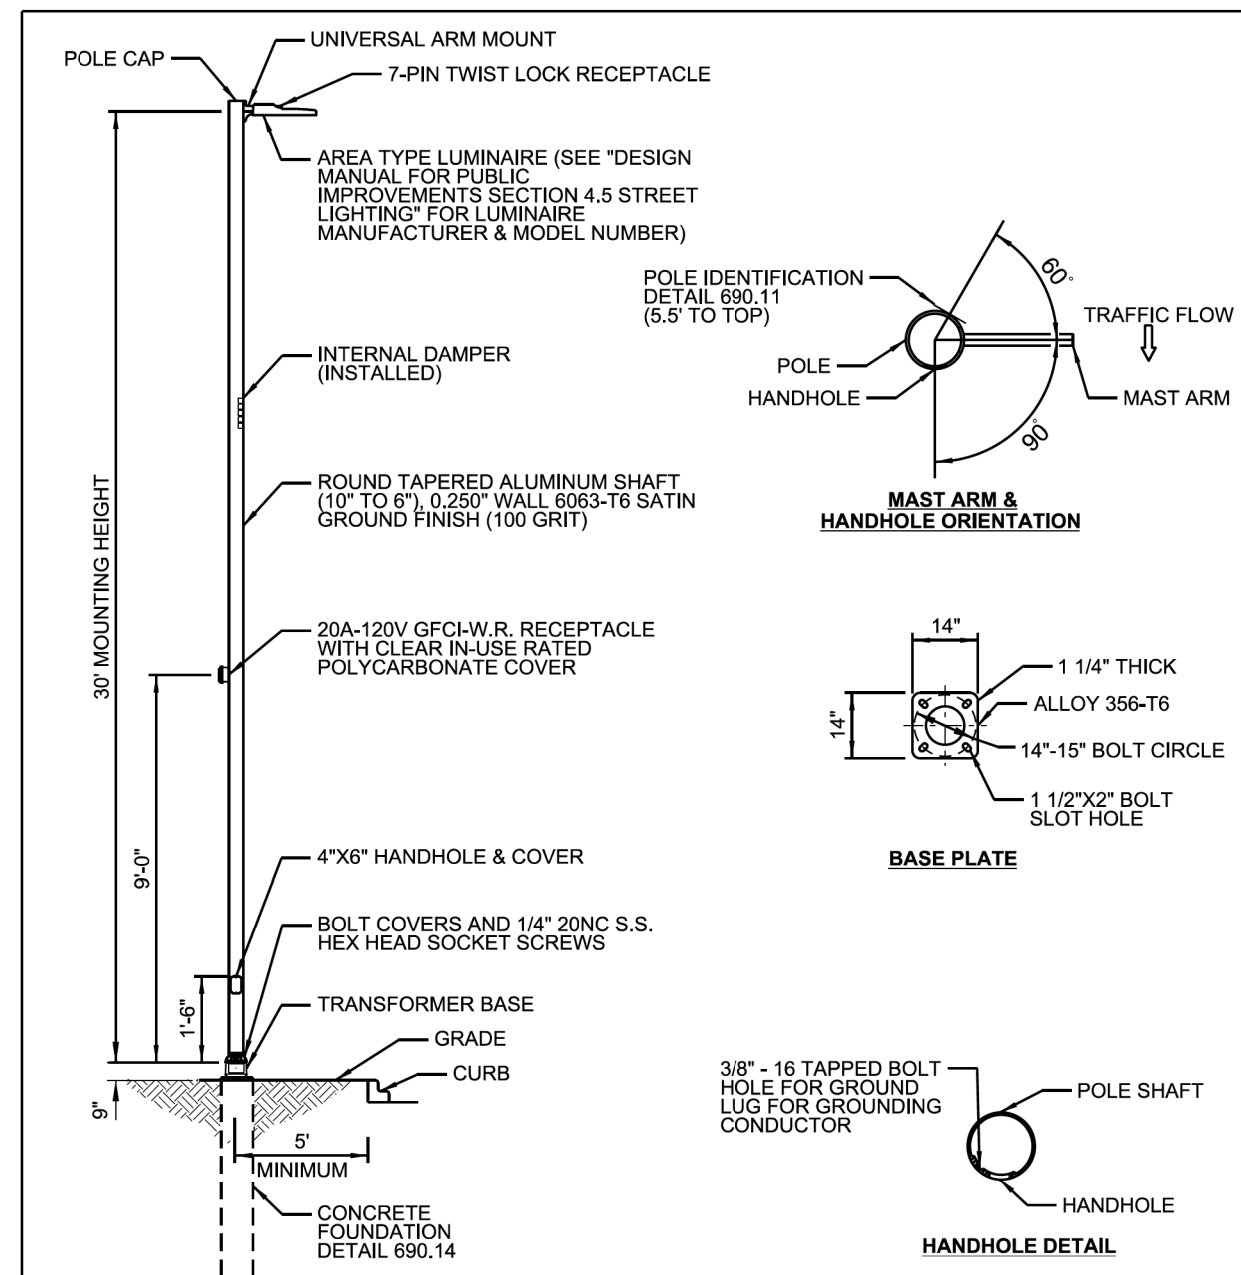 POLE CAP
UNIVERSAL ARM MOUNT
7-PIN TWIST LOCK RECEPTACLE
AREA TYPE LUMINAIRE (SEE "DESIGN
MANUAL FOR PUBLIC
IMPROVEMENTS SECTION 4.5 STREET
LIGHTING" FOR LUMINAIRE
MANUFACTURER & MODEL NUMBER)
INTERNAL DAMPER
(INSTALLED)
ROUND TAPERED ALUMINUM SHAFT
(10" TO 6"), 0.250" WALL 6063-T6 SATIN
GROUND FINISH (100 GRIT)
30' MOUNTING HEIGHT
20A-120V GFCI-W.R. RECEPTACLE
WITH CLEAR IN-USE RATED
POLYCARBONATE COVER
9'-0"
4"X6" HANDHOLE & COVER
BOLT COVERS AND 1/4" 20NC S.S.
HEX HEAD SOCKET SCREWS
1'-6"
TRANSFORMER BASE
GRADE
CURB
9"
5'
MINIMUM
CONCRETE
FOUNDATION
DETAIL 690.14
POLE IDENTIFICATION
DETAIL 690.11
(5.5' TO TOP)
60°
TRAFFIC FLOW
POLE
HANDHOLE
MAST ARM
90°
MAST ARM &
HANDHOLE ORIENTATION
14"
14"
1 1/4" THICK
ALLOY 356-T6
14"-15" BOLT CIRCLE
1 1/2"X2" BOLT
SLOT HOLE
BASE PLATE
3/8" - 16 TAPPED BOLT
HOLE FOR GROUND
LUG FOR GROUNDING
CONDUCTOR
POLE SHAFT
HANDHOLE
HANDHOLE DETAIL